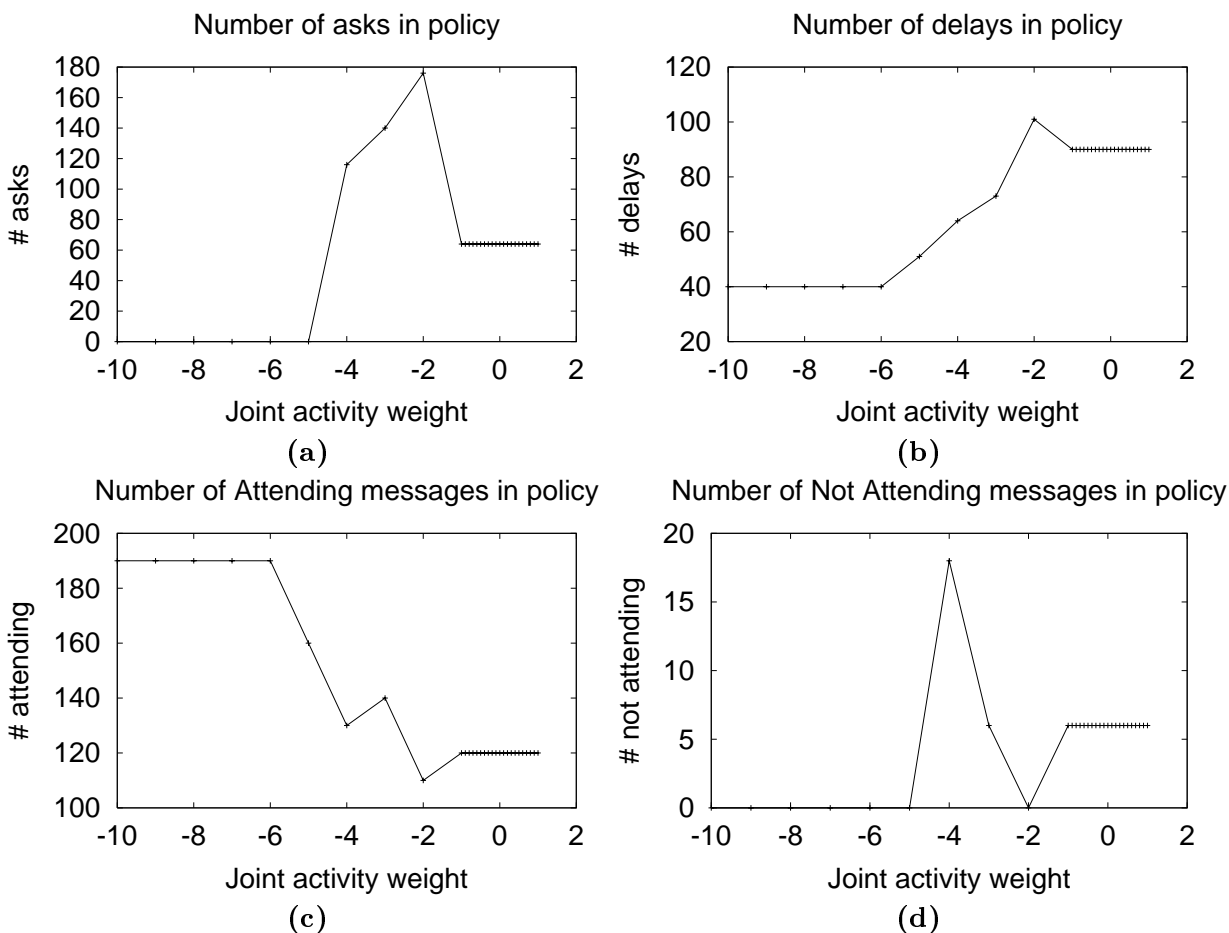 Number of asks in policy
180
160
140
120
100
80
60
40
20
0
# asks
-10 -8 -6 -4 -2 0 2
Joint activity weight
(a)
Number of delays in policy
120
100
80
60
40
20
# delays
-10 -8 -6 -4 -2 0 2
Joint activity weight
(b)
Number of Attending messages in policy
200
180
160
140
120
100
# attending
-10 -8 -6 -4 -2 0 2
Joint activity weight
(c)
Number of Not Attending messages in policy
20
15
10
5
0
# not attending
-10 -8 -6 -4 -2 0 2
Joint activity weight
(d)